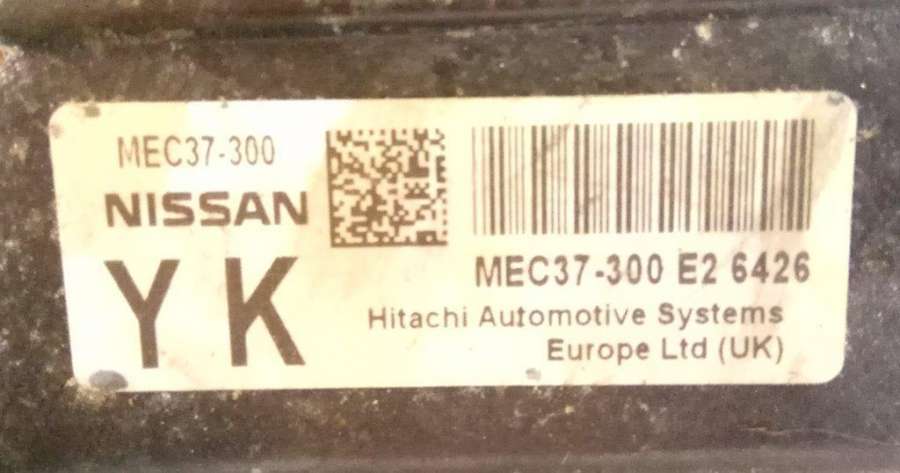 MEC37-300
NISSAN
YK
MEC37-300 E2 6426
Hitachi Automotive Systems
Europe Ltd (UK)